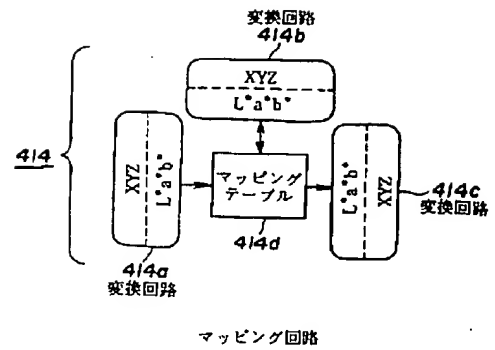 変換回路
414b
XYZ
L*a*b*
414
XYZ
L*a*b*
マッピング
テーブル
414d
L*a*b*
XYZ
414c
変換回路
414a
変換回路
マッピング回路